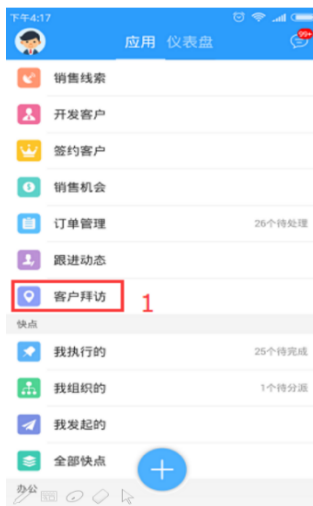 下午4:17
应用 仪表盘
99+
销售线索
开发客户
签约客户
销售机会
订单管理 26个待处理
跟进动态
客户拜访 1
快点
我执行的 25个待完成
我组织的 1个待分派
我发起的
全部快点
办公